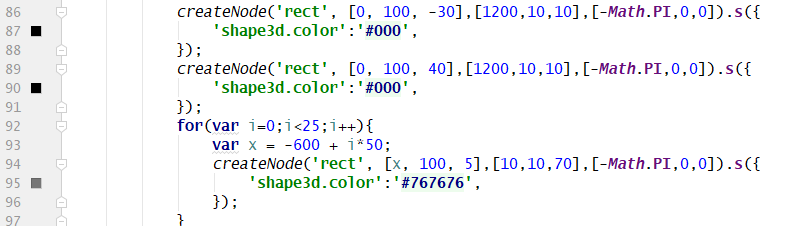 86 createNode('rect', [0, 100, -30],[1200,10,10],[-Math.PI,0,0]).s({
87 'shape3d.color':'#000',
88 });
89 createNode('rect', [0, 100, 40],[1200,10,10],[-Math.PI,0,0]).s({
90 'shape3d.color':'#000',
91 });
92 for(var i=0;i<25;i++){
93 var x = -600 + i*50;
94 createNode('rect', [x, 100, 5],[10,10,70],[-Math.PI,0,0]).s({
95 'shape3d.color':'#767676',
96 });
97 }